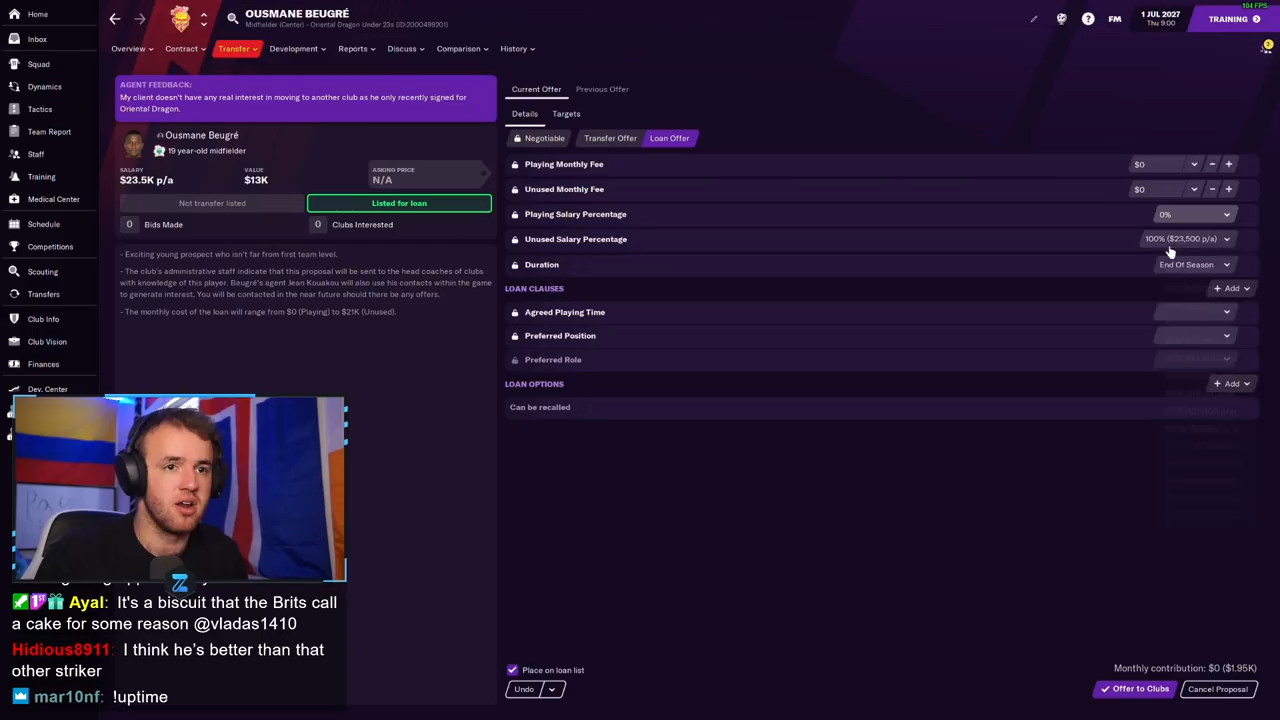 104 FPS
Home
OUSMANE BEUGRÉ
Midfielder (Center) - Oriental Dragon Under 23s (ID:2000499201)
FM
1 JUL 2027
Thu 9:00
TRAINING
Inbox
Overview
Contract
Transfer
Development
Reports
Discuss
Comparison
History
Squad
Dynamics
Tactics
Team Report
Staff
Training
Medical Center
Schedule
Competitions
Scouting
Transfers
Club Info
Club Vision
Finances
Dev. Center
AGENT FEEDBACK:
My client doesn't have any real interest in moving to another club as he only recently signed for
Oriental Dragon.
Ousmane Beugré
19 year-old midfielder
SALARY
$23.5K p/a
VALUE
$13K
ASKING PRICE
N/A
Not transfer listed
Listed for loan
0 Bids Made
0 Clubs Interested
- Exciting young prospect who isn't far from first team level.
- The club's administrative staff indicate that this proposal will be sent to the head coaches of clubs
with knowledge of this player. Beugré's agent Jean Kouakou will also use his contacts within the game
to generate interest. You will be contacted in the near future should there be any offers.
- The monthly cost of the loan will range from $0 (Playing) to $21K (Unused).
Current Offer
Previous Offer
Details
Targets
Negotiable
Transfer Offer
Loan Offer
Playing Monthly Fee
$0
Unused Monthly Fee
$0
Playing Salary Percentage
0%
Unused Salary Percentage
100% ($23,500 p/a)
Duration
End Of Season
LOAN CLAUSES
+ Add
Agreed Playing Time
Preferred Position
Preferred Role
LOAN OPTIONS
+ Add
Can be recalled
Place on loan list
Undo
Monthly contribution: $0 ($1.95K)
Offer to Clubs
Cancel Proposal
Ayal: It's a biscuit that the Brits call
a cake for some reason @vladas1410
Hidious8911: I think he's better than that
other striker
mar10nf: !uptime